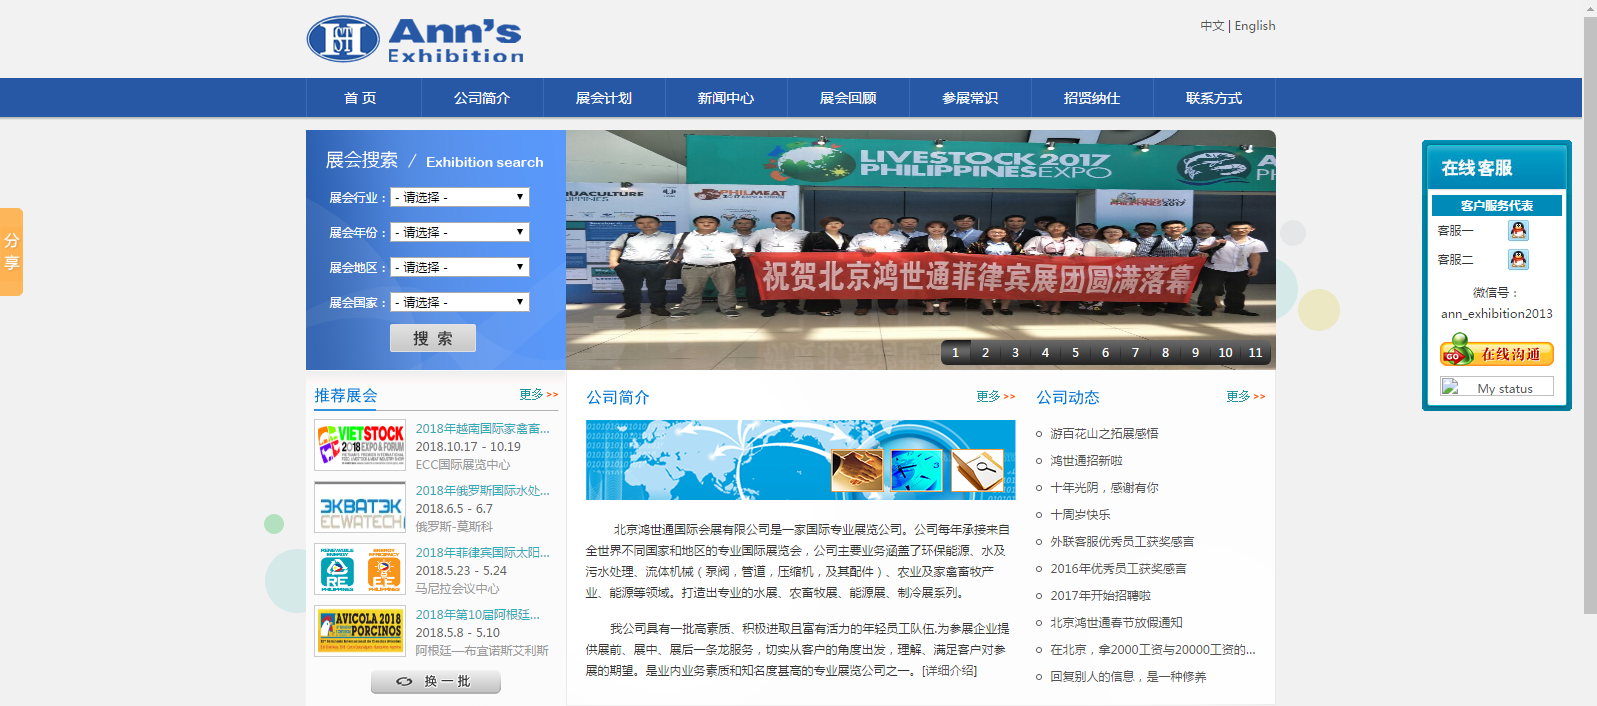 Ann's
Exhibition
中文 | English
首 页
公司简介
展会计划
新闻中心
展会回顾
参展常识
招贤纳仕
联系方式
展会搜索 / Exhibition search
展会行业： - 请选择 -
展会年份： - 请选择 -
展会地区： - 请选择 -
展会国家： - 请选择 -
搜 索
LIVESTOCK 2017
PHILIPPINES EXPO
PHILMEAT
祝贺北京鸿世通菲律宾展团圆满落幕
1 2 3 4 5 6 7 8 9 10 11
分享
在线客服
客户服务代表
客服一
客服二
微信号：
ann_exhibition2013
GO 在线沟通
My status
推荐展会
更多 >>
VIETSTOCK
2018 EXPO & FORUM
2018年越南国际家禽畜...
2018.10.17 - 10.19
ECC国际展览中心
ЭКВАТЭК
ECWATECH
2018年俄罗斯国际水处...
2018.6.5 - 6.7
俄罗斯-莫斯科
RE
EE
2018年菲律宾国际太阳...
2018.5.23 - 5.24
马尼拉会议中心
AVICOLA 2018
PORCINOS
2018年第10届阿根廷...
2018.5.8 - 5.10
阿根廷—布宜诺斯艾利斯
换 一 批
公司简介
更多 >>
北京鸿世通国际会展有限公司是一家国际专业展览公司。公司每年承接来自
全世界不同国家和地区的专业国际展览会，公司主要业务涵盖了环保能源、水及
污水处理、流体机械（泵阀，管道，压缩机，及其配件）、农业及家禽畜牧产
业、能源等领域。打造出专业的水展、农畜牧展、能源展、制冷展系列。
我公司具有一批高素质、积极进取且富有活力的年轻员工队伍.为参展企业提
供展前、展中、展后一条龙服务，切实从客户的角度出发，理解、满足客户对参
展的期望。是业内业务素质和知名度甚高的专业展览公司之一。[详细介绍]
公司动态
更多 >>
游百花山之拓展感悟
鸿世通招新啦
十年光阴，感谢有你
十周岁快乐
外联客服优秀员工获奖感言
2016年优秀员工获奖感言
2017年开始招聘啦
北京鸿世通春节放假通知
在北京，拿2000工资与20000工资的...
回复别人的信息，是一种修养